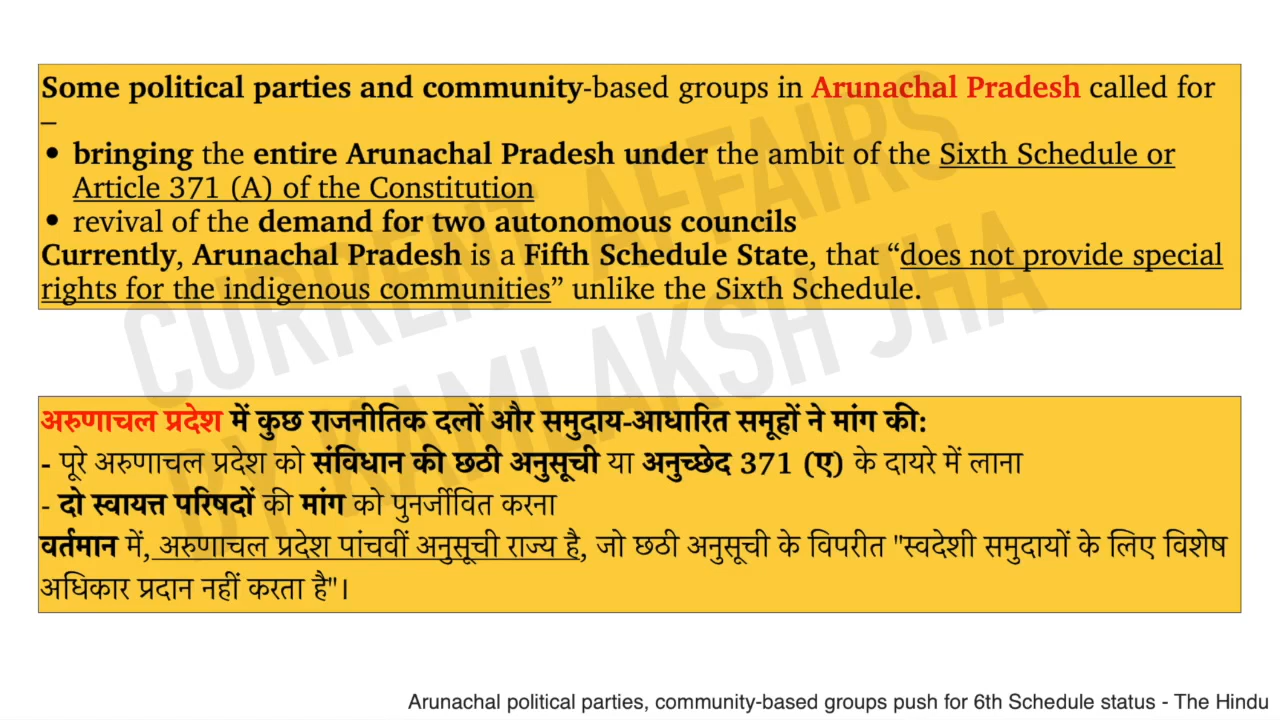 Some political parties and community-based groups in Arunachal Pradesh called for
–
• bringing the entire Arunachal Pradesh under the ambit of the Sixth Schedule or
Article 371 (A) of the Constitution
• revival of the demand for two autonomous councils
Currently, Arunachal Pradesh is a Fifth Schedule State, that “does not provide special
rights for the indigenous communities” unlike the Sixth Schedule.
CURRENT AFFAIRS
BY KAMLAKSH JHA
अरुणाचल प्रदेश में कुछ राजनीतिक दलों और समुदाय-आधारित समूहों ने मांग की:
- पूरे अरुणाचल प्रदेश को संविधान की छठी अनुसूची या अनुच्छेद 371 (ए) के दायरे में लाना
- दो स्वायत्त परिषदों की मांग को पुनर्जीवित करना
वर्तमान में, अरुणाचल प्रदेश पांचवीं अनुसूची राज्य है, जो छठी अनुसूची के विपरीत "स्वदेशी समुदायों के लिए विशेष
अधिकार प्रदान नहीं करता है"।
Arunachal political parties, community-based groups push for 6th Schedule status - The Hindu